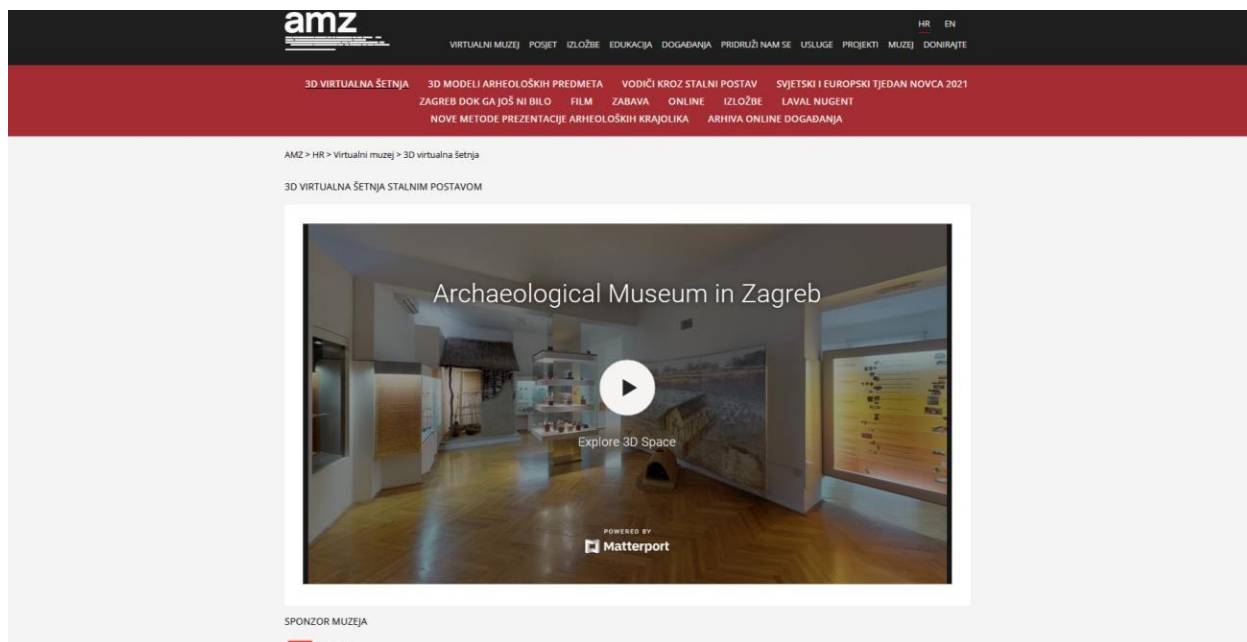 amz
HR EN
VIRTUALNI MUZEJ POSJET IZLOŽBE EDUKACIJA DOGAĐANJA PRIDRUŽI NAM SE USLUGE PROJEKTI MUZEJ DONIRAJTE
3D VIRTUALNA ŠETNJA 3D MODELI ARHEOLOŠKIH PREDMETA VODIČI KROZ STALNI POSTAV SVJETSKI I EUROPSKI TJEDAN NOVCA 2021
ZAGREB DOK GA JOŠ NI BILO FILM ZABAVA ONLINE IZLOŽBE LAVAL NUGENT
NOVE METODE PREZENTACIJE ARHEOLOŠKIH KRAJOLIKA ARHIVA ONLINE DOGAĐANJA
AMZ > HR > Virtualni muzej > 3D virtualna šetnja
3D VIRTUALNA ŠETNJA STALNIM POSTAVOM
Archaeological Museum in Zagreb
Explore 3D Space
POWERED BY
Matterport
SPONZOR MUZEJA